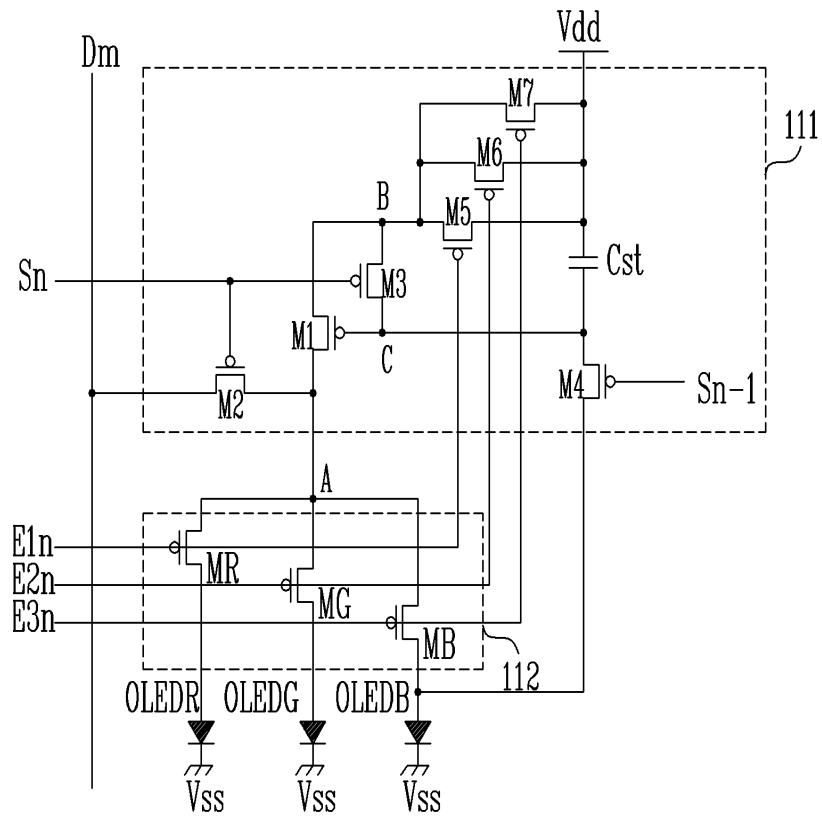 Vdd
Dm
M7
111
M6
B
M5
Sn
M3
Cst
M1
C
M4
Sn-1
M2
A
E1n
MR
E2n
MG
E3n
MB
112
OLEDR
OLEDG
OLEDB
Vss
Vss
Vss